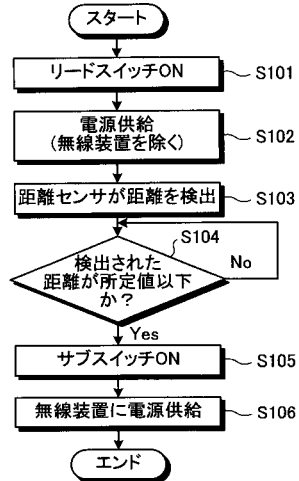 スタート
リードスイッチON
S101
電源供給
(無線装置を除く)
S102
距離センサが距離を検出
S103
S104
検出された
距離が所定値以下
か?
No
Yes
サブスイッチON
S105
無線装置に電源供給
S106
エンド